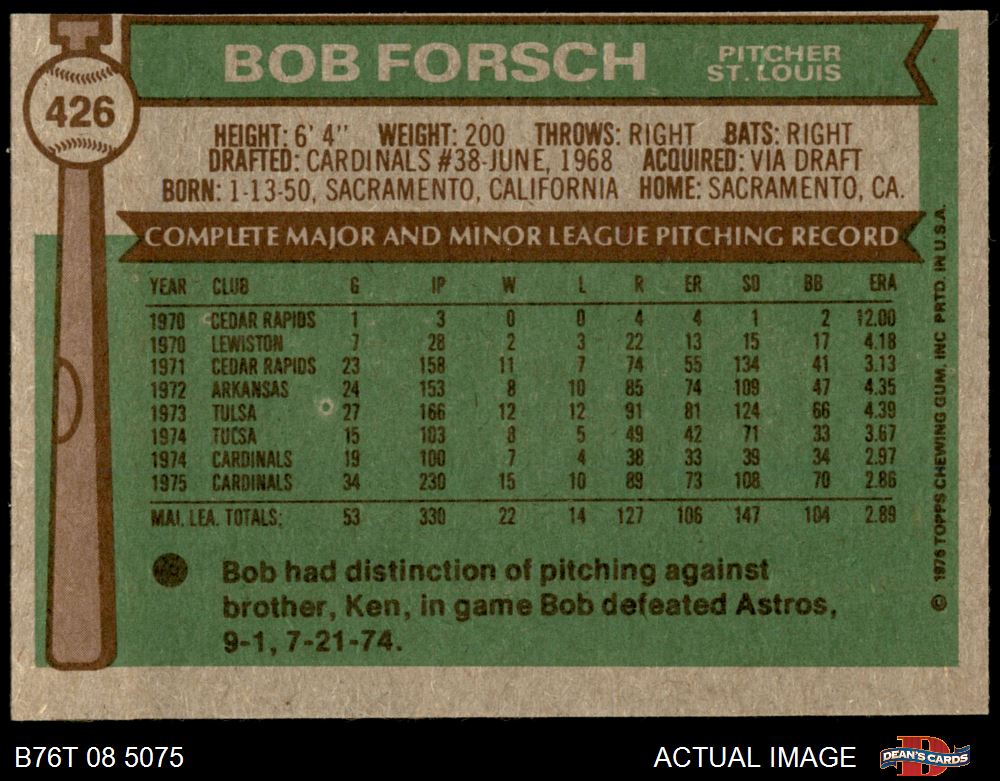 426
BOB FORSCH
PITCHER
ST. LOUIS
HEIGHT: 6' 4" WEIGHT: 200 THROWS: RIGHT BATS: RIGHT
DRAFTED: CARDINALS #38-JUNE, 1968 ACQUIRED: VIA DRAFT
BORN: 1-13-50, SACRAMENTO, CALIFORNIA HOME: SACRAMENTO, CA.
COMPLETE MAJOR AND MINOR LEAGUE PITCHING RECORD
YEAR CLUB G IP W L R ER SO BB ERA
1970 CEDAR RAPIDS 1 3 0 0 4 4 1 2 12.00
1970 LEWISTON 7 28 2 3 22 13 15 17 4.18
1971 CEDAR RAPIDS 23 158 11 7 74 55 134 41 3.13
1972 ARKANSAS 24 153 8 10 85 74 109 47 4.35
1973 TULSA 27 166 12 12 91 81 124 66 4.39
1974 TUCSA 15 103 8 5 49 42 71 33 3.67
1974 CARDINALS 19 100 7 4 38 33 39 34 2.97
1975 CARDINALS 34 230 15 10 89 73 108 70 2.86
MAJ. LEA. TOTALS: 53 330 22 14 127 106 147 104 2.89
Bob had distinction of pitching against
brother, Ken, in game Bob defeated Astros,
9-1, 7-21-74.
© 1976 TOPPS CHEWING GUM, INC PRTD. IN U.S.A.
B76T 08 5075
ACTUAL IMAGE
DEAN'S CARDS